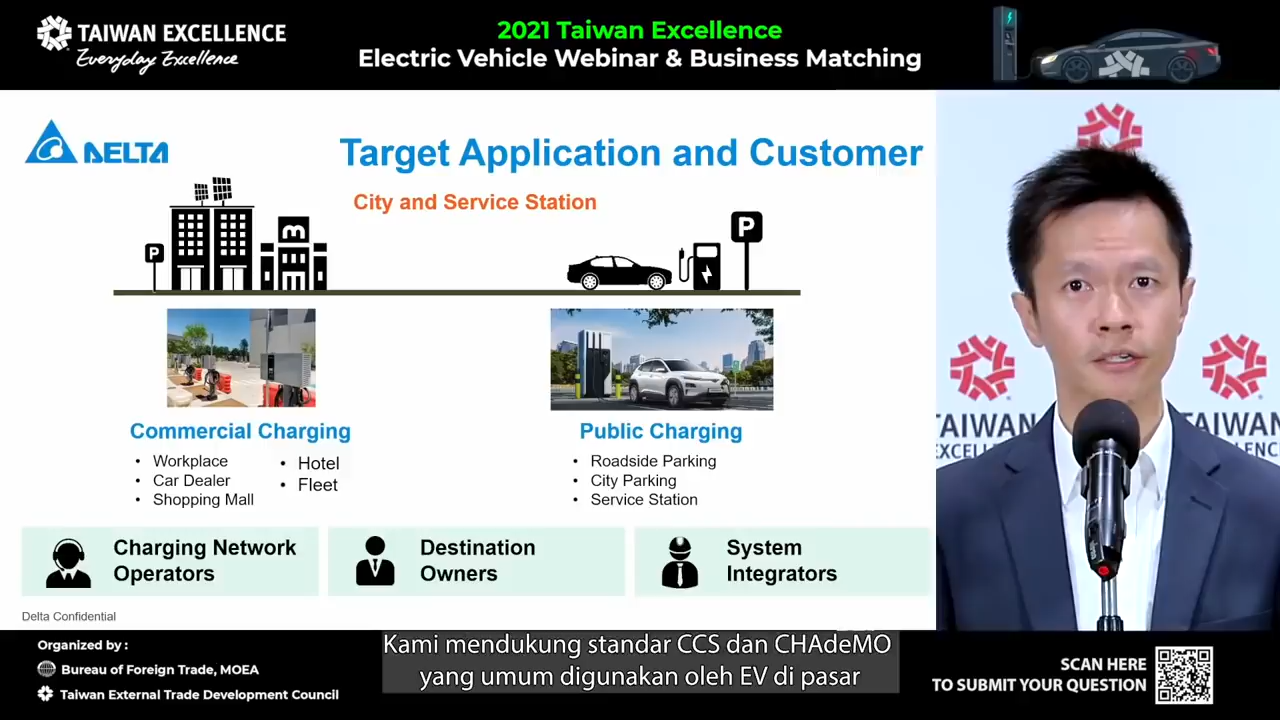 TAIWAN EXCELLENCE
Everyday Excellence
2021 Taiwan Excellence
Electric Vehicle Webinar & Business Matching
DELTA
Target Application and Customer
City and Service Station
P
P
Commercial Charging
• Workplace
• Car Dealer
• Shopping Mall
• Hotel
• Fleet
Public Charging
• Roadside Parking
• City Parking
• Service Station
Charging Network
Operators
Destination
Owners
System
Integrators
Delta Confidential
TAIWAN
EXCELLENCE
TAIWAN
EXCELLENCE
Kami mendukung standar CCS dan CHAdeMO
yang umum digunakan oleh EV di pasar
Organized by :
Bureau of Foreign Trade, MOEA
Taiwan External Trade Development Council
SCAN HERE
TO SUBMIT YOUR QUESTION